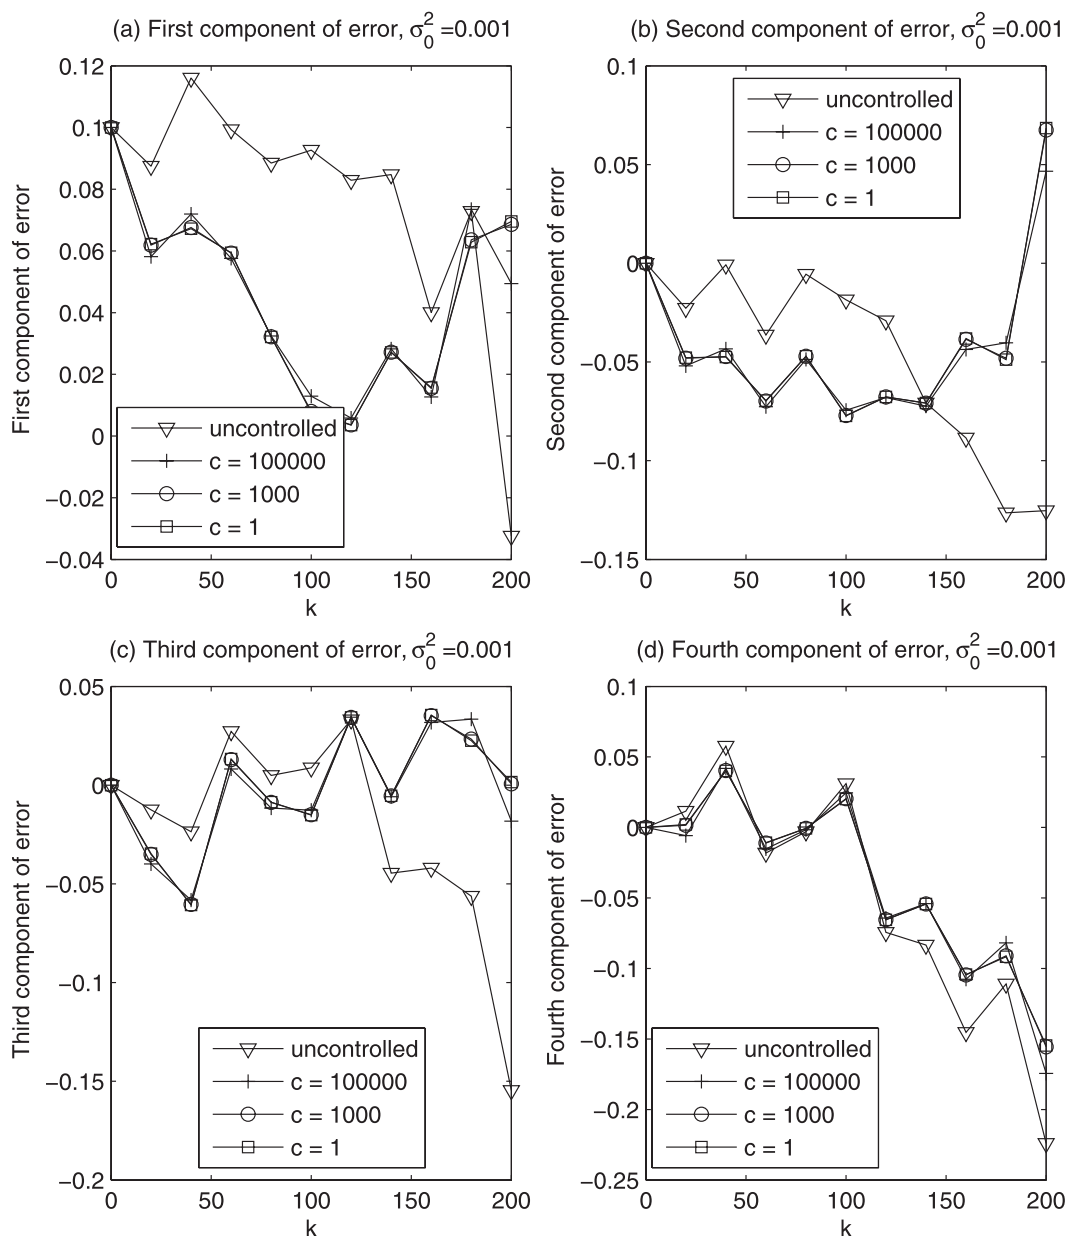 (a) First component of error, σ₀² =0.001
First component of error
0.12
0.1
0.08
0.06
0.04
0.02
0
−0.02
−0.04
uncontrolled
c = 100000
c = 1000
c = 1
0 50 100 150 200
k
(b) Second component of error, σ₀² =0.001
Second component of error
0.1
0.05
0
−0.05
−0.1
−0.15
uncontrolled
c = 100000
c = 1000
c = 1
0 50 100 150 200
k
(c) Third component of error, σ₀² =0.001
Third component of error
0.05
0
−0.05
−0.1
−0.15
−0.2
uncontrolled
c = 100000
c = 1000
c = 1
0 50 100 150 200
k
(d) Fourth component of error, σ₀² =0.001
Fourth component of error
0.1
0.05
0
−0.05
−0.1
−0.15
−0.2
−0.25
uncontrolled
c = 100000
c = 1000
c = 1
0 50 100 150 200
k